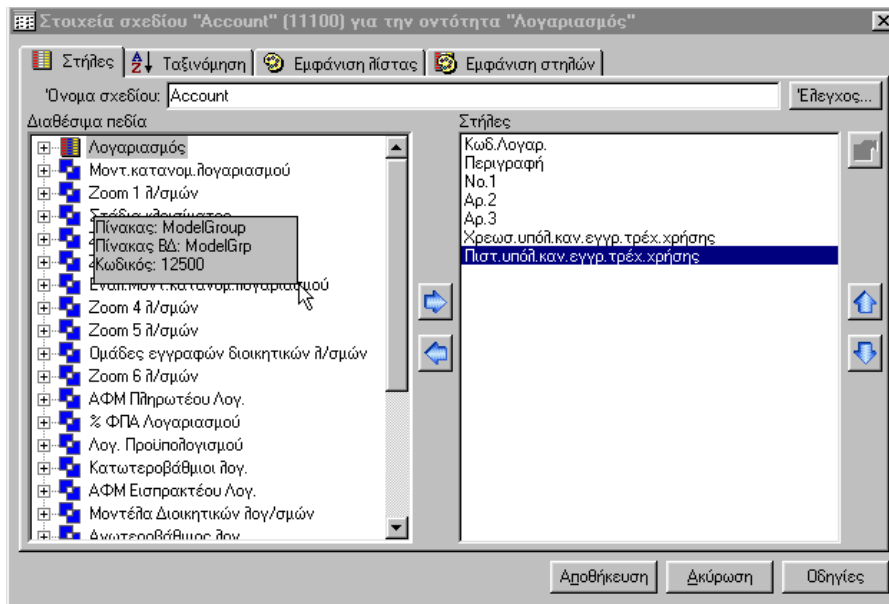 Στοιχεία σχεδίου "Account" (11100) για την οντότητα "Λογαριασμός"
Στήλες
Ταξινόμηση
Εμφάνιση λίστας
Εμφάνιση στηλών
Όνομα σχεδίου: Account
Έλεγχος...
Διαθέσιμα πεδία
Λογαριασμός
Μοντ.κατανομ.λογαριασμού
Zoom 1 λ/σμών
Πίνακας: ModelGroup
Πίνακας ΒΔ: ModelGrp
Κωδικός: 12500
Zoom 4 λ/σμών
Zoom 5 λ/σμών
Ομάδες εγγραφών διοικητικών λ/σμών
Zoom 6 λ/σμών
ΑΦΜ Πληρωτέου Λογ.
% ΦΠΑ Λογαριασμού
Λογ. Προϋπολογισμού
Κατωτεροβάθμιοι λογ.
ΑΦΜ Εισπρακτέου Λογ.
Μοντέλα Διοικητικών λογ/σμών
Ανωτεροβάθμιος λογ
Στήλες
Κωδ.Λογαρ.
Περιγραφή
No.1
Αρ.2
Αρ.3
Χρεωσ.υπόλ.καν.εγγρ.τρέχ.χρήσης
Πιστ.υπόλ.καν.εγγρ.τρέχ.χρήσης
Αποθήκευση
Ακύρωση
Οδηγίες